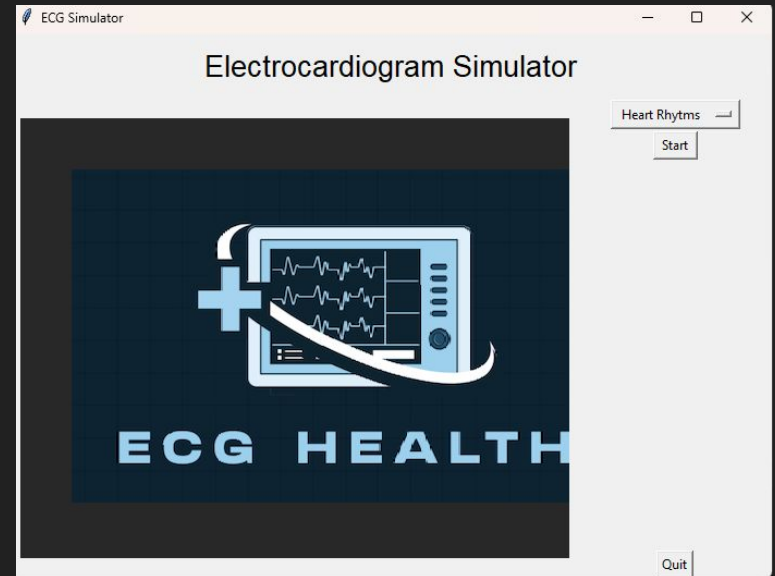 ECG Simulator
Electrocardiogram Simulator
Heart Rhytms
Start
ECG HEALTH
Quit